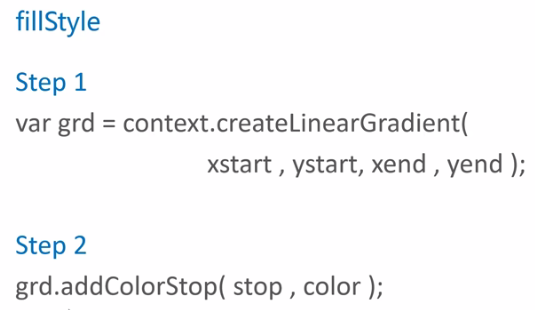 fillStyle
Step 1
var grd = context.createLinearGradient(
xstart , ystart, xend , yend );
Step 2
grd.addColorStop( stop , color );